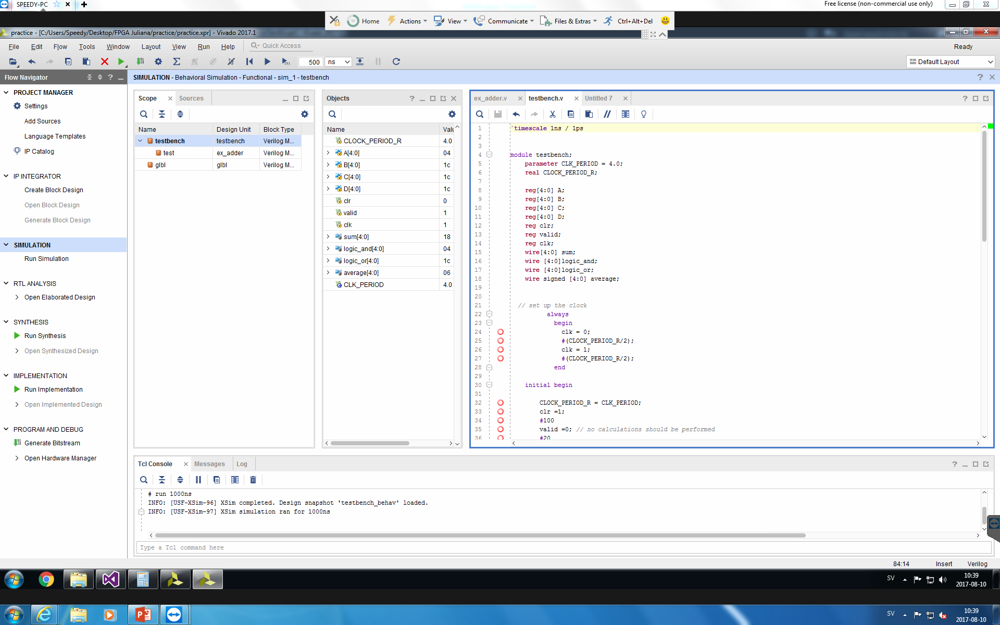 SPEEDY-PC
Free license (non-commercial use only)
Home
Actions
View
Communicate
Files & Extras
Ctrl+Alt+Del
practice - [C:/Users/Speedy/Desktop/FPGA Juliana/practice/practice.xpr] - Vivado 2017.1
File Edit Flow Tools Window Layout View Run Help
Quick Access
Ready
500
ns
Default Layout
Flow Navigator
SIMULATION - Behavioral Simulation - Functional - sim_1 - testbench
PROJECT MANAGER
Settings
Add Sources
Language Templates
IP Catalog
IP INTEGRATOR
Create Block Design
Open Block Design
Generate Block Design
SIMULATION
Run Simulation
RTL ANALYSIS
Open Elaborated Design
SYNTHESIS
Run Synthesis
Open Synthesized Design
IMPLEMENTATION
Run Implementation
Open Implemented Design
PROGRAM AND DEBUG
Generate Bitstream
Open Hardware Manager
Scope
Sources
Name Design Unit Block Type
testbench testbench Verilog M...
test ex_adder Verilog M...
glbl glbl Verilog M...
Objects
Name Valu
CLOCK_PERIOD_R 4.0
A[4:0] 04
B[4:0] 1c
C[4:0] 1c
D[4:0] 1c
clr 0
valid 1
clk 1
sum[4:0] 18
logic_and[4:0] 04
logic_or[4:0] 1c
average[4:0] 06
CLK_PERIOD 4.0
ex_adder.v
testbench.v
Untitled 7
1 `timescale 1ns / 1ps
2
3
4 module testbench;
5 parameter CLK_PERIOD = 4.0;
6 real CLOCK_PERIOD_R;
7
8 reg[4:0] A;
9 reg[4:0] B;
10 reg[4:0] C;
11 reg[4:0] D;
12 reg clr;
13 reg valid;
14 reg clk;
15 wire[4:0] sum;
16 wire [4:0]logic_and;
17 wire [4:0]logic_or;
18 wire signed [4:0] average;
19
20
21 // set up the clock
22 always
23 begin
24 clk = 0;
25 #(CLOCK_PERIOD_R/2);
26 clk = 1;
27 #(CLOCK_PERIOD_R/2);
28 end
29
30 initial begin
31
32 CLOCK_PERIOD_R = CLK_PERIOD;
33 clr =1;
34 #100
35 valid =0; // no calculations should be performed
36 #20
Tcl Console
Messages
Log
# run 1000ns
INFO: [USF-XSim-96] XSim completed. Design snapshot 'testbench_behav' loaded.
INFO: [USF-XSim-97] XSim simulation ran for 1000ns
Type a Tcl command here
84:14 Insert Verilog
SV
10:39
2017-08-10
SV
10:39
2017-08-10